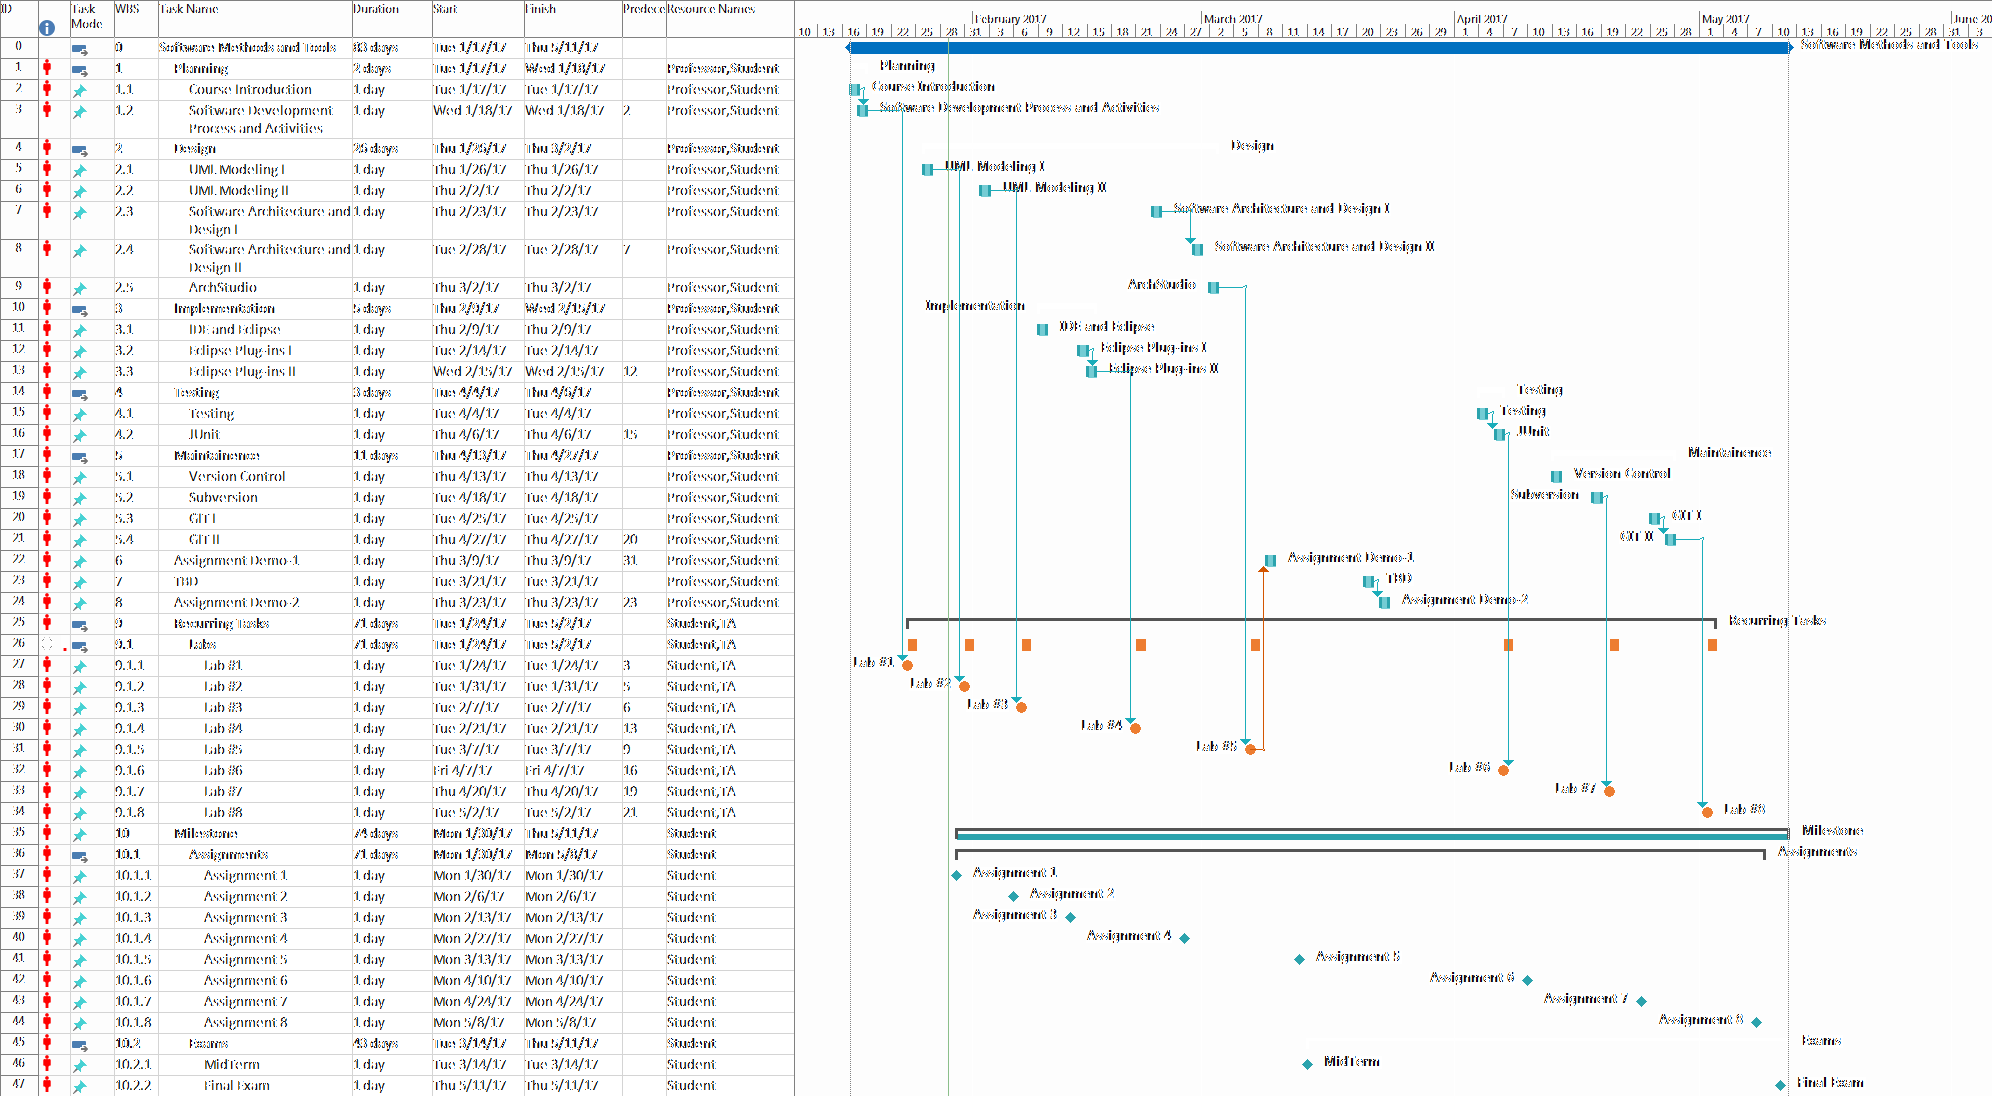 ID Task Mode WBS Task Name Duration Start Finish Predece Resource Names
February 2017 March 2017 April 2017 May 2017 June 20
10 13 16 19 22 25 28 31 3 6 9 12 15 18 21 24 27 2 5 8 11 14 17 20 23 26 29 1 4 7 10 13 16 19 22 25 28 1 4 7 10 13 16 19 22 25 28 31 3
0 0 Software Methods and Tools 83 days Tue 1/17/17 Thu 5/11/17 Software Methods and Tools
1 1 Planning 2 days Tue 1/17/17 Wed 1/18/17 Professor,Student Planning
2 1.1 Course Introduction 1 day Tue 1/17/17 Tue 1/17/17 Professor,Student Course Introduction
3 1.2 Software Development 1 day Wed 1/18/17 Wed 1/18/17 2 Professor,Student Software Development Process and Activities
Process and Activities
4 2 Design 26 days Thu 1/26/17 Thu 3/2/17 Professor,Student Design
5 2.1 UML Modeling I 1 day Thu 1/26/17 Thu 1/26/17 Professor,Student UML Modeling I
6 2.2 UML Modeling II 1 day Thu 2/2/17 Thu 2/2/17 Professor,Student UML Modeling II
7 2.3 Software Architecture and 1 day Thu 2/23/17 Thu 2/23/17 Professor,Student Software Architecture and Design I
Design I
8 2.4 Software Architecture and 1 day Tue 2/28/17 Tue 2/28/17 7 Professor,Student Software Architecture and Design II
Design II
9 2.5 ArchStudio 1 day Thu 3/2/17 Thu 3/2/17 Professor,Student ArchStudio
10 3 Implementation 5 days Thu 2/9/17 Wed 2/15/17 Professor,Student Implementation
11 3.1 IDE and Eclipse 1 day Thu 2/9/17 Thu 2/9/17 Professor,Student IDE and Eclipse
12 3.2 Eclipse Plug-ins I 1 day Tue 2/14/17 Tue 2/14/17 Professor,Student Eclipse Plug-ins I
13 3.3 Eclipse Plug-ins II 1 day Wed 2/15/17 Wed 2/15/17 12 Professor,Student Eclipse Plug-ins II
14 4 Testing 3 days Tue 4/4/17 Thu 4/6/17 Professor,Student Testing
15 4.1 Testing 1 day Tue 4/4/17 Tue 4/4/17 Professor,Student Testing
16 4.2 JUnit 1 day Thu 4/6/17 Thu 4/6/17 15 Professor,Student JUnit
17 5 Maintainence 11 days Thu 4/13/17 Thu 4/27/17 Professor,Student Maintainence
18 5.1 Version Control 1 day Thu 4/13/17 Thu 4/13/17 Professor,Student Version Control
19 5.2 Subversion 1 day Tue 4/18/17 Tue 4/18/17 Professor,Student Subversion
20 5.3 GIT I 1 day Tue 4/25/17 Tue 4/25/17 Professor,Student GIT I
21 5.4 GIT II 1 day Thu 4/27/17 Thu 4/27/17 20 Professor,Student GIT II
22 6 Assignment Demo-1 1 day Thu 3/9/17 Thu 3/9/17 31 Professor,Student Assignment Demo-1
23 7 TBD 1 day Tue 3/21/17 Tue 3/21/17 Professor,Student TBD
24 8 Assignment Demo-2 1 day Thu 3/23/17 Thu 3/23/17 23 Professor,Student Assignment Demo-2
25 9 Recurring Tasks 71 days Tue 1/24/17 Tue 5/2/17 Student,TA Recurring Tasks
26 9.1 Labs 71 days Tue 1/24/17 Tue 5/2/17 Student,TA
27 9.1.1 Lab #1 1 day Tue 1/24/17 Tue 1/24/17 3 Student,TA Lab #1
28 9.1.2 Lab #2 1 day Tue 1/31/17 Tue 1/31/17 5 Student,TA Lab #2
29 9.1.3 Lab #3 1 day Tue 2/7/17 Tue 2/7/17 6 Student,TA Lab #3
30 9.1.4 Lab #4 1 day Tue 2/21/17 Tue 2/21/17 13 Student,TA Lab #4
31 9.1.5 Lab #5 1 day Tue 3/7/17 Tue 3/7/17 9 Student,TA Lab #5
32 9.1.6 Lab #6 1 day Fri 4/7/17 Fri 4/7/17 16 Student,TA Lab #6
33 9.1.7 Lab #7 1 day Thu 4/20/17 Thu 4/20/17 19 Student,TA Lab #7
34 9.1.8 Lab #8 1 day Tue 5/2/17 Tue 5/2/17 21 Student,TA Lab #8
35 10 Milestone 74 days Mon 1/30/17 Thu 5/11/17 Student Milestone
36 10.1 Assignments 71 days Mon 1/30/17 Mon 5/8/17 Student Assignments
37 10.1.1 Assignment 1 1 day Mon 1/30/17 Mon 1/30/17 Student Assignment 1
38 10.1.2 Assignment 2 1 day Mon 2/6/17 Mon 2/6/17 Student Assignment 2
39 10.1.3 Assignment 3 1 day Mon 2/13/17 Mon 2/13/17 Student Assignment 3
40 10.1.4 Assignment 4 1 day Mon 2/27/17 Mon 2/27/17 Student Assignment 4
41 10.1.5 Assignment 5 1 day Mon 3/13/17 Mon 3/13/17 Student Assignment 5
42 10.1.6 Assignment 6 1 day Mon 4/10/17 Mon 4/10/17 Student Assignment 6
43 10.1.7 Assignment 7 1 day Mon 4/24/17 Mon 4/24/17 Student Assignment 7
44 10.1.8 Assignment 8 1 day Mon 5/8/17 Mon 5/8/17 Student Assignment 8
45 10.2 Exams 43 days Tue 3/14/17 Thu 5/11/17 Student Exams
46 10.2.1 MidTerm 1 day Tue 3/14/17 Tue 3/14/17 Student MidTerm
47 10.2.2 Final Exam 1 day Thu 5/11/17 Thu 5/11/17 Student Final Exam